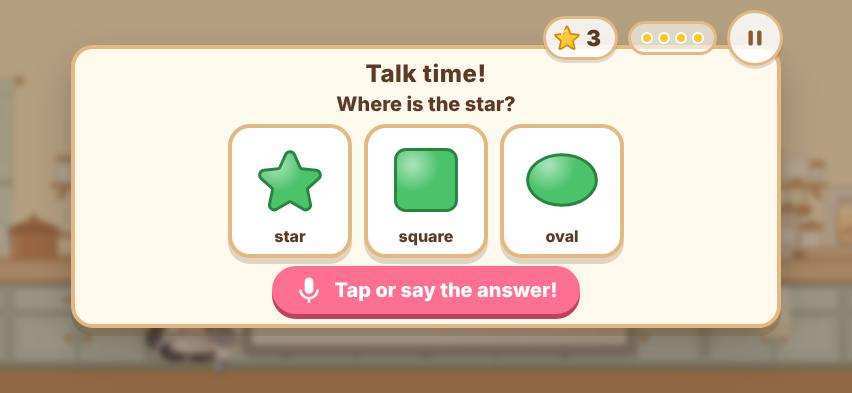 3
Talk time!
Where is the star?
star square oval
Tap or say the answer!